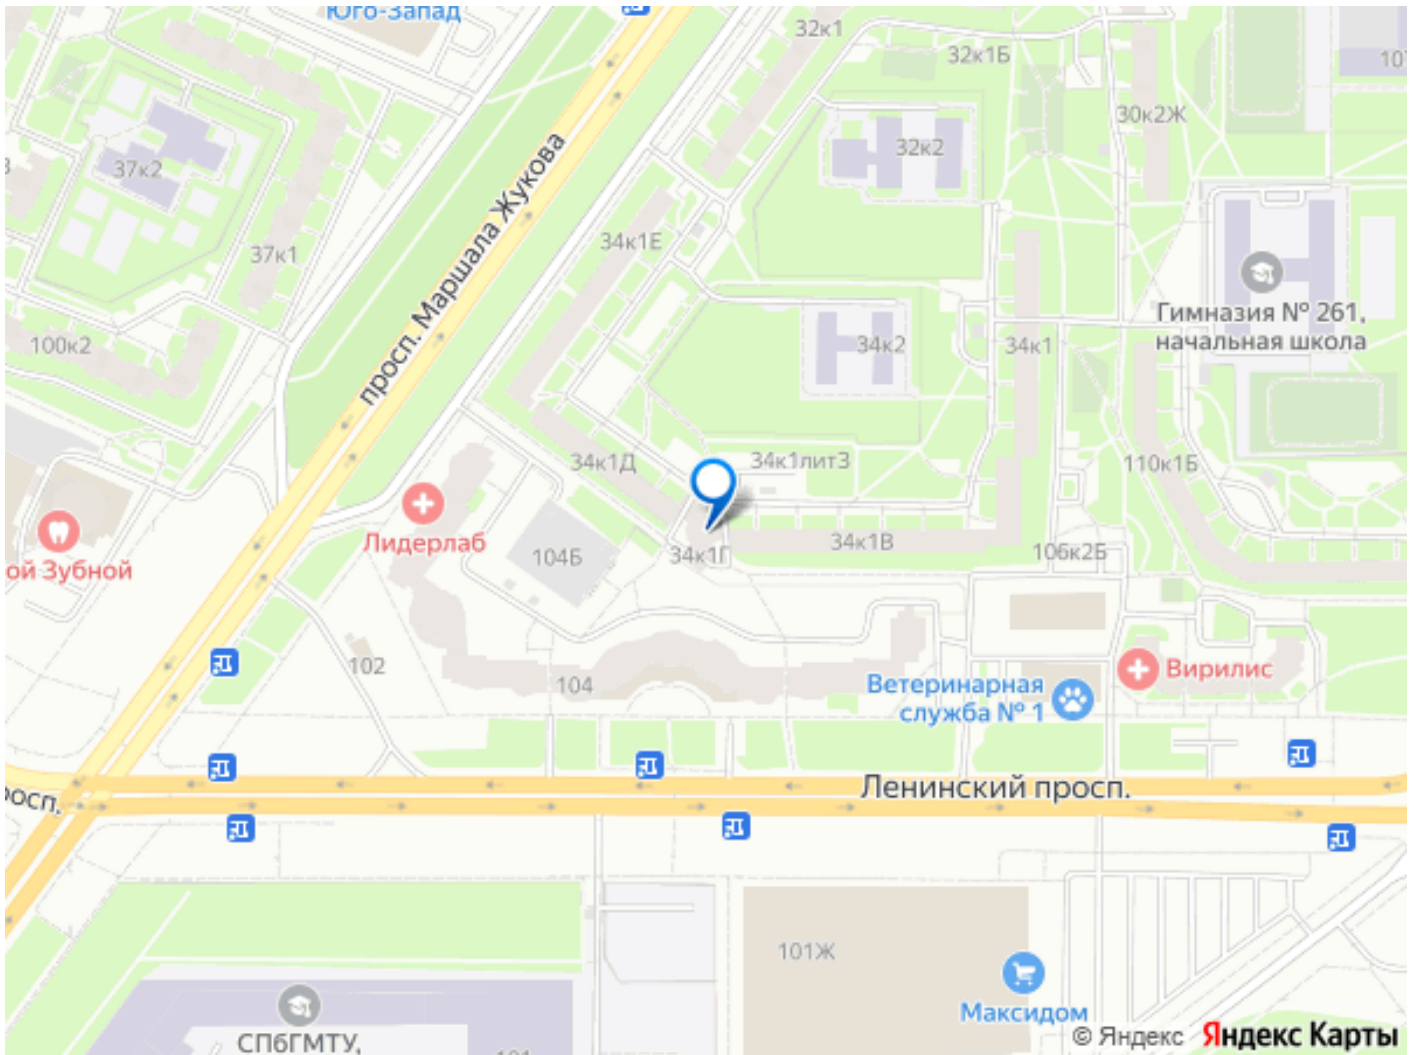 Юго-Запад
32к1
32к1Б
30к2Ж
37к2
32к2
37к1
34к1Е
просп. Маршала Жукова
Гимназия № 261,
начальная школа
100к2
34к2
34к1
34к1Д
34к1литЗ
110к1Б
Лидерлаб
ой Зубной
104Б
34к1Г
34к1В
106к2Б
102
104
Ветеринарная
служба № 1
Вирилис
Ленинский просп.
осп.
101Ж
Максидом
СПбГМТУ,
© Яндекс Яндекс Карты